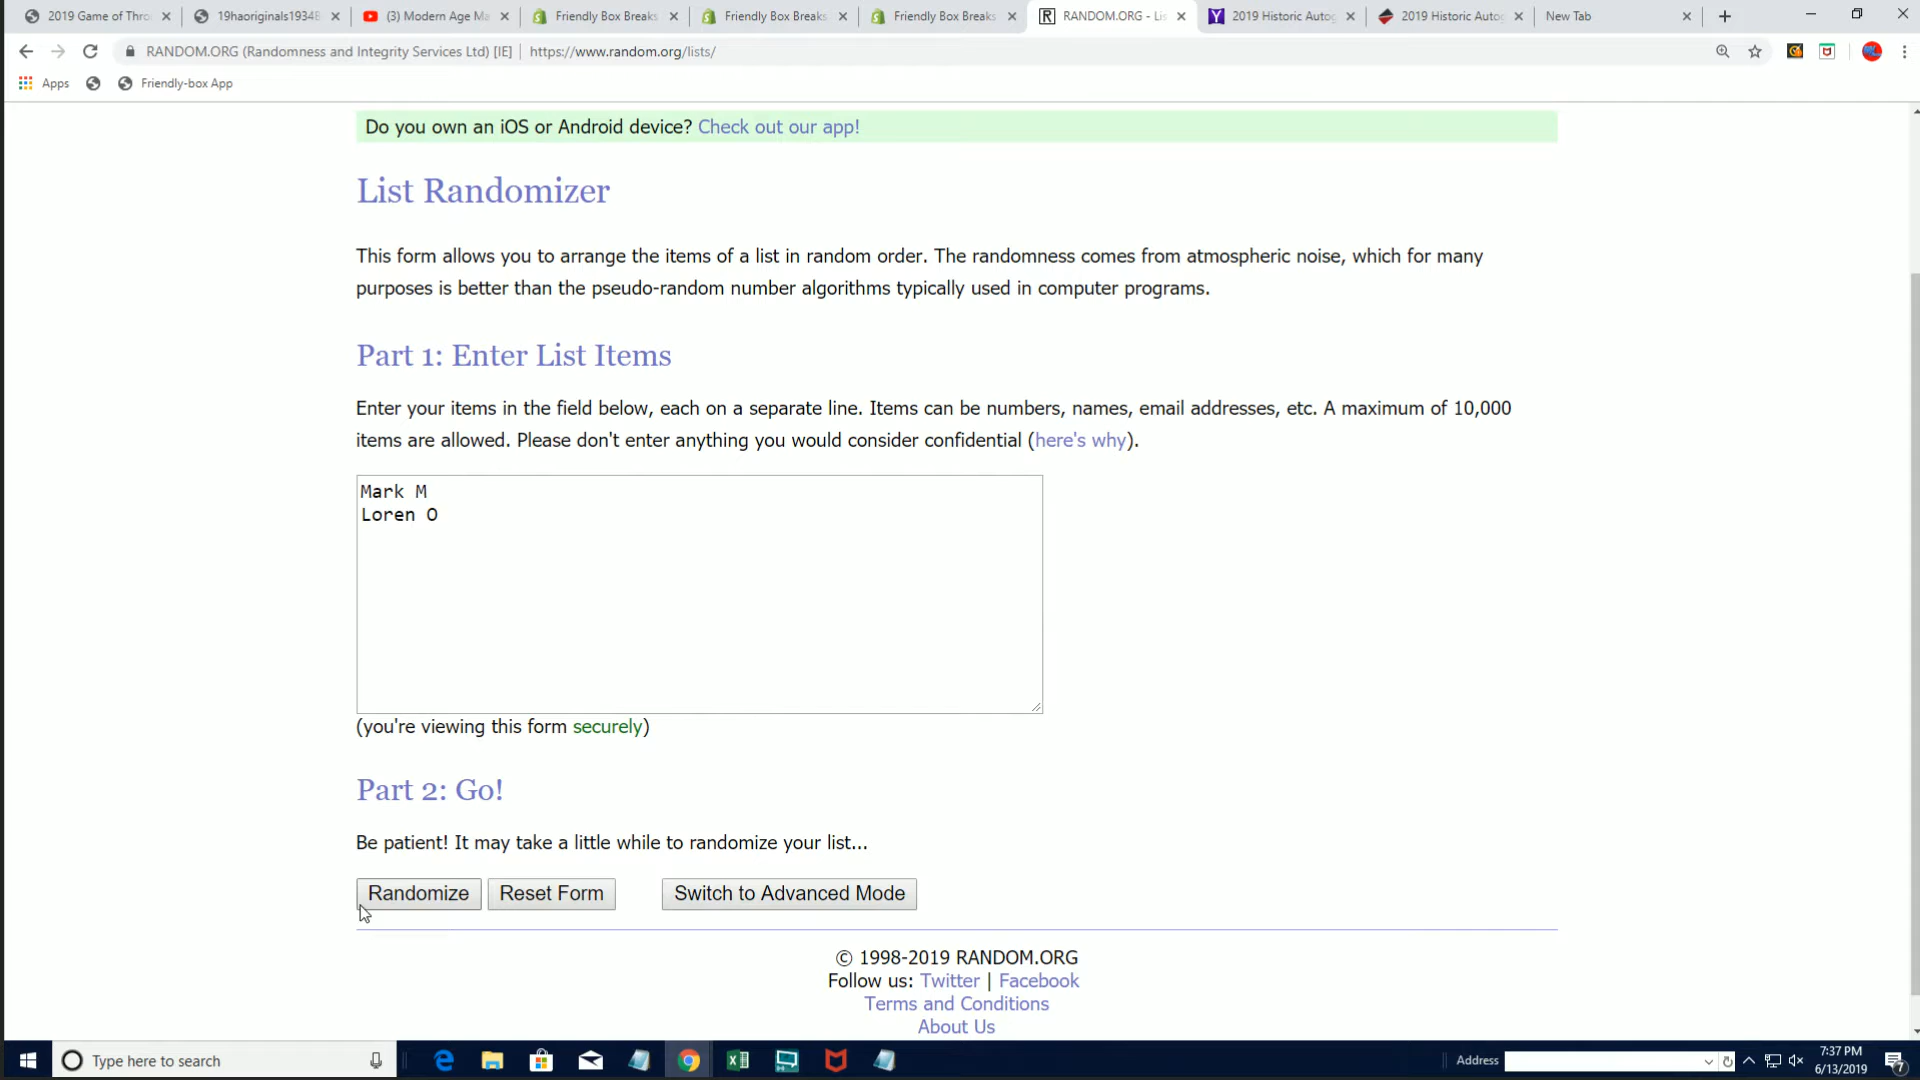 2019 Game of Thro
19haoriginals19348
(3) Modern Age Ma
Friendly Box Breaks
Friendly Box Breaks
Friendly Box Breaks
RANDOM.ORG - Lis
2019 Historic Autog
2019 Historic Autog
New Tab
RANDOM.ORG (Randomness and Integrity Services Ltd) [IE] | https://www.random.org/lists/
Apps
Friendly-box App
Do you own an iOS or Android device? Check out our app!
List Randomizer
This form allows you to arrange the items of a list in random order. The randomness comes from atmospheric noise, which for many
purposes is better than the pseudo-random number algorithms typically used in computer programs.
Part 1: Enter List Items
Enter your items in the field below, each on a separate line. Items can be numbers, names, email addresses, etc. A maximum of 10,000
items are allowed. Please don't enter anything you would consider confidential (here's why).
Mark M
Loren O
(you're viewing this form securely)
Part 2: Go!
Be patient! It may take a little while to randomize your list...
Randomize
Reset Form
Switch to Advanced Mode
© 1998-2019 RANDOM.ORG
Follow us: Twitter | Facebook
Terms and Conditions
About Us
Type here to search
Address
7:37 PM
6/13/2019
7